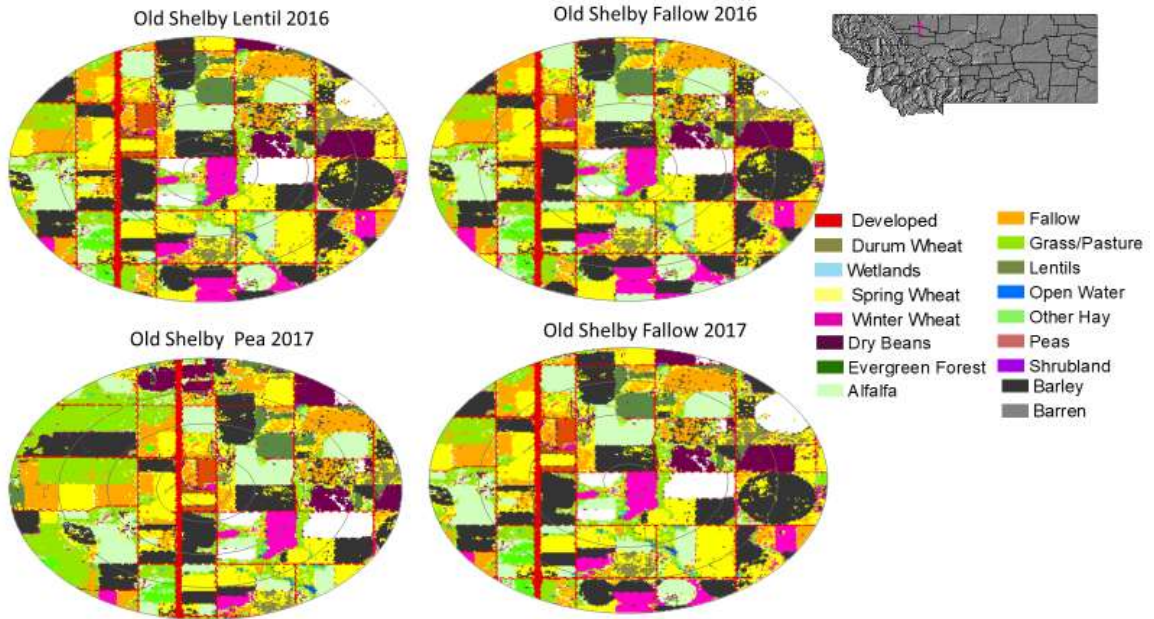 Old Shelby Lentil 2016
Old Shelby Fallow 2016
Old Shelby Pea 2017
Old Shelby Fallow 2017
Developed
Durum Wheat
Wetlands
Spring Wheat
Winter Wheat
Dry Beans
Evergreen Forest
Alfalfa
Fallow
Grass/Pasture
Lentils
Open Water
Other Hay
Peas
Shrubland
Barley
Barren